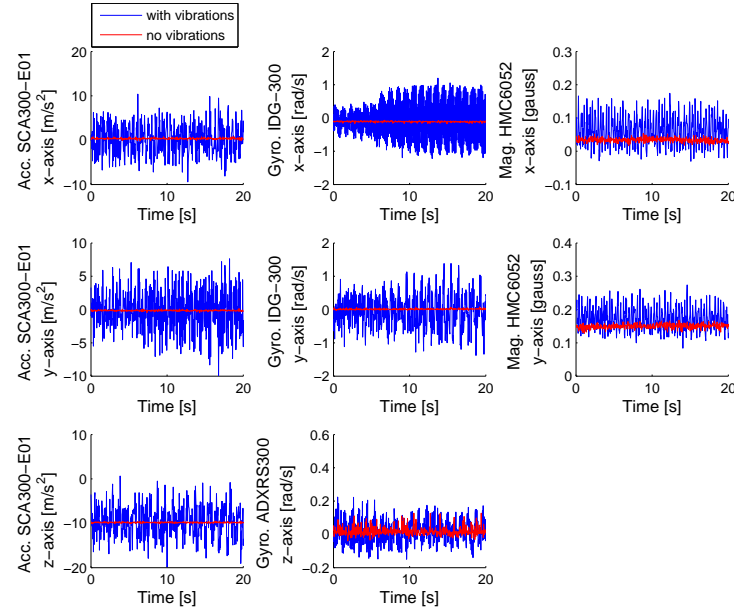 with vibrations
no vibrations
Acc. SCA300−E01
x−axis [m/s²]
20
10
0
−10
0
10
20
Time [s]
Gyro. IDG−300
x−axis [rad/s]
2
1
0
−1
−2
0
10
20
Time [s]
Mag. HMC6052
x−axis [gauss]
0.3
0.2
0.1
0
−0.1
0
10
20
Time [s]
Acc. SCA300−E01
y−axis [m/s²]
10
5
0
−5
−10
0
10
20
Time [s]
Gyro. IDG−300
y−axis [rad/s]
2
1
0
−1
−2
0
10
20
Time [s]
Mag. HMC6052
y−axis [gauss]
0.4
0.3
0.2
0.1
0
0
10
20
Time [s]
Acc. SCA300−E01
z−axis [m/s²]
10
0
−10
−20
0
10
20
Time [s]
Gyro. ADXRS300
z−axis [rad/s]
0.6
0.4
0.2
0
−0.2
0
10
20
Time [s]